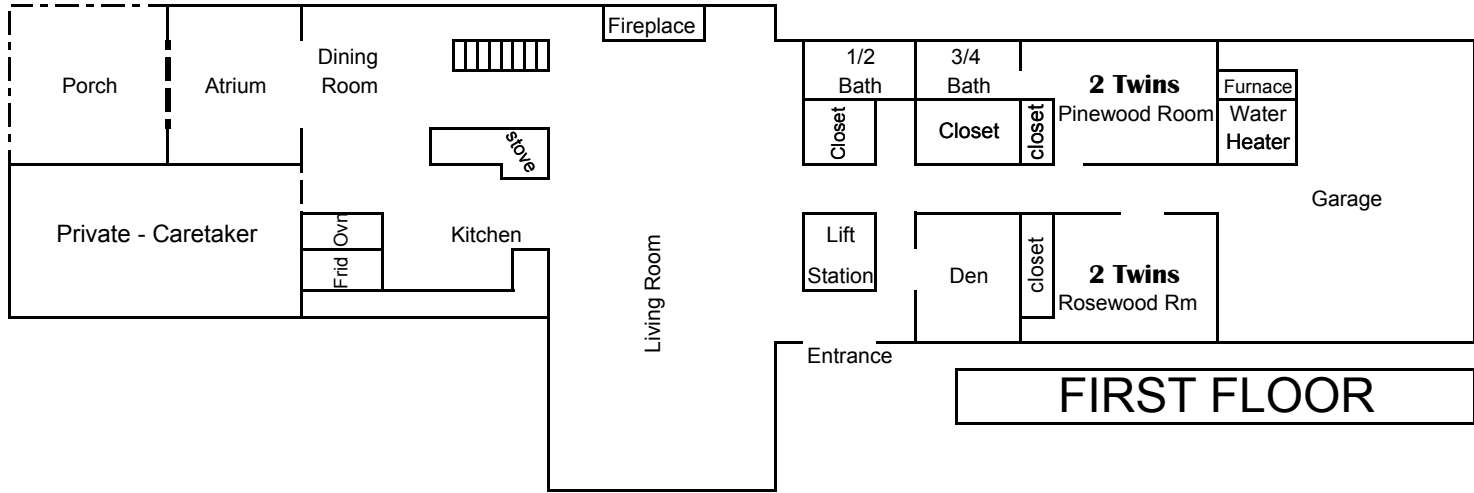 Fireplace
Porch
Atrium
Dining
Room
1/2
Bath
3/4
Bath
2 Twins
Pinewood Room
Furnace
Water
Heater
stove
Closet
Closet
closet
Garage
Private - Caretaker
Ovn
Frid
Kitchen
Living Room
Lift
Station
Den
closet
2 Twins
Rosewood Rm
Entrance
FIRST FLOOR